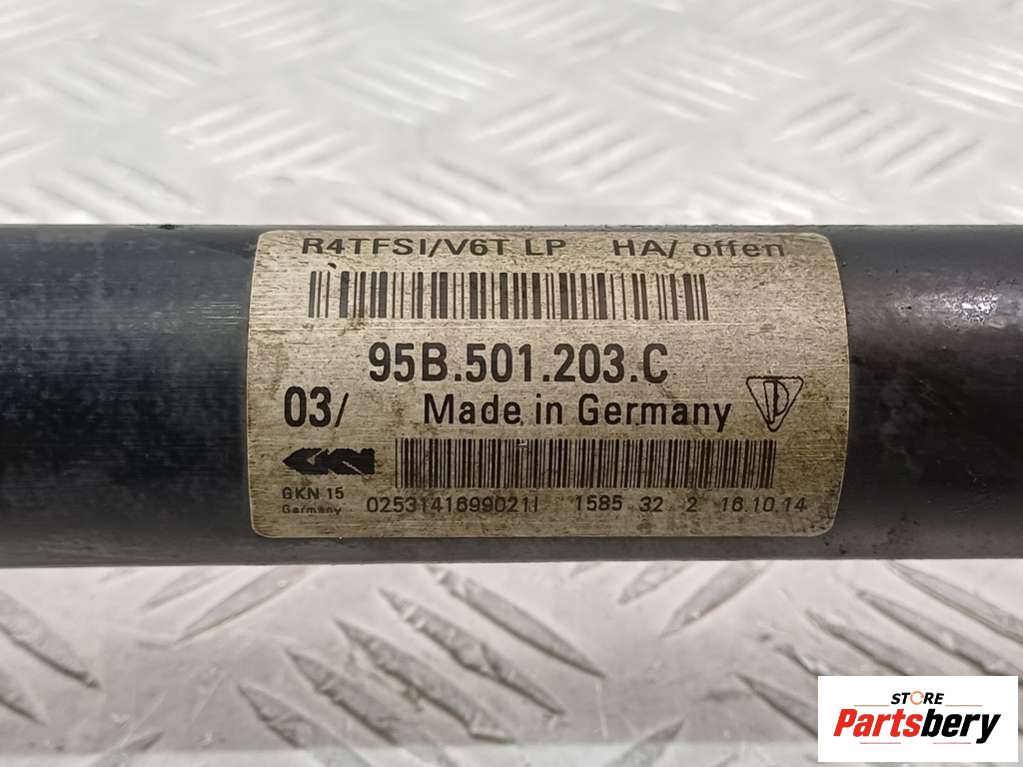 R4TFSI/V6T LP HA/ offen
95B.501.203.C
03/ Made in Germany
GKN
GKN 15
Germany
0253141699021I 1585 32 2 16.10.14
STORE
Partsbery